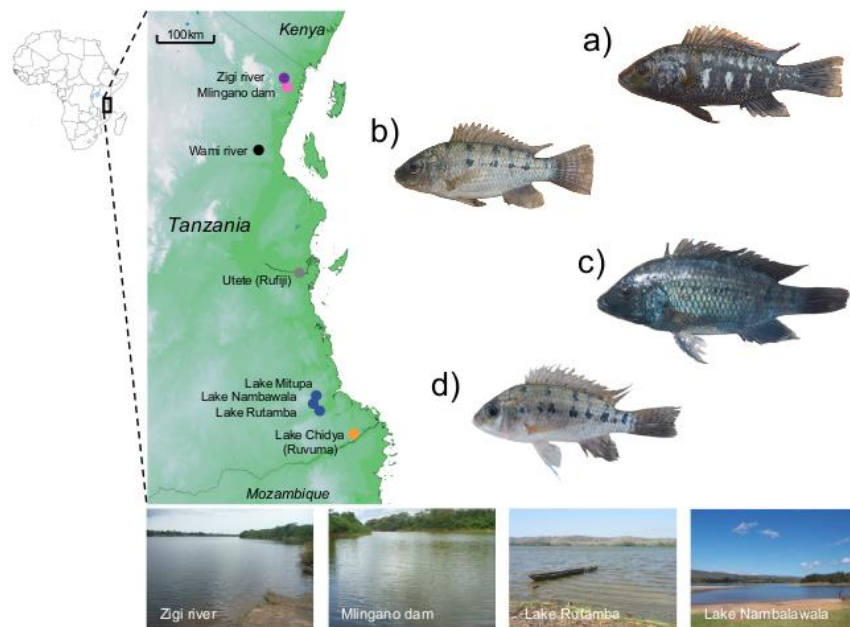 100km
Kenya
Zigi river
Mlingano dam
Wami river
Tanzania
Utete (Rufiji)
Lake Mitupa
Lake Nambawala
Lake Rutamba
Lake Chidya
(Ruvuma)
Mozambique
a)
b)
c)
d)
Zigi river
Mlingano dam
Lake Rutamba
Lake Nambalawala